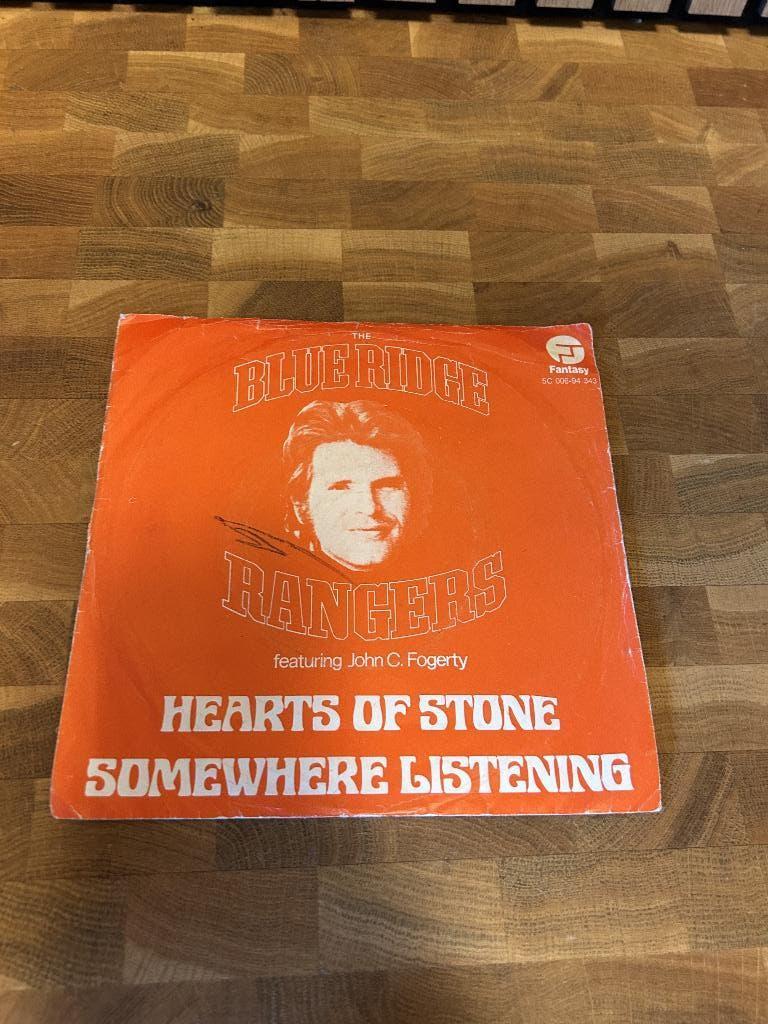 THE
BLUE RIDGE
Fantasy
5C 006-94 343
RANGERS
featuring John C. Fogerty
HEARTS OF STONE
SOMEWHERE LISTENING